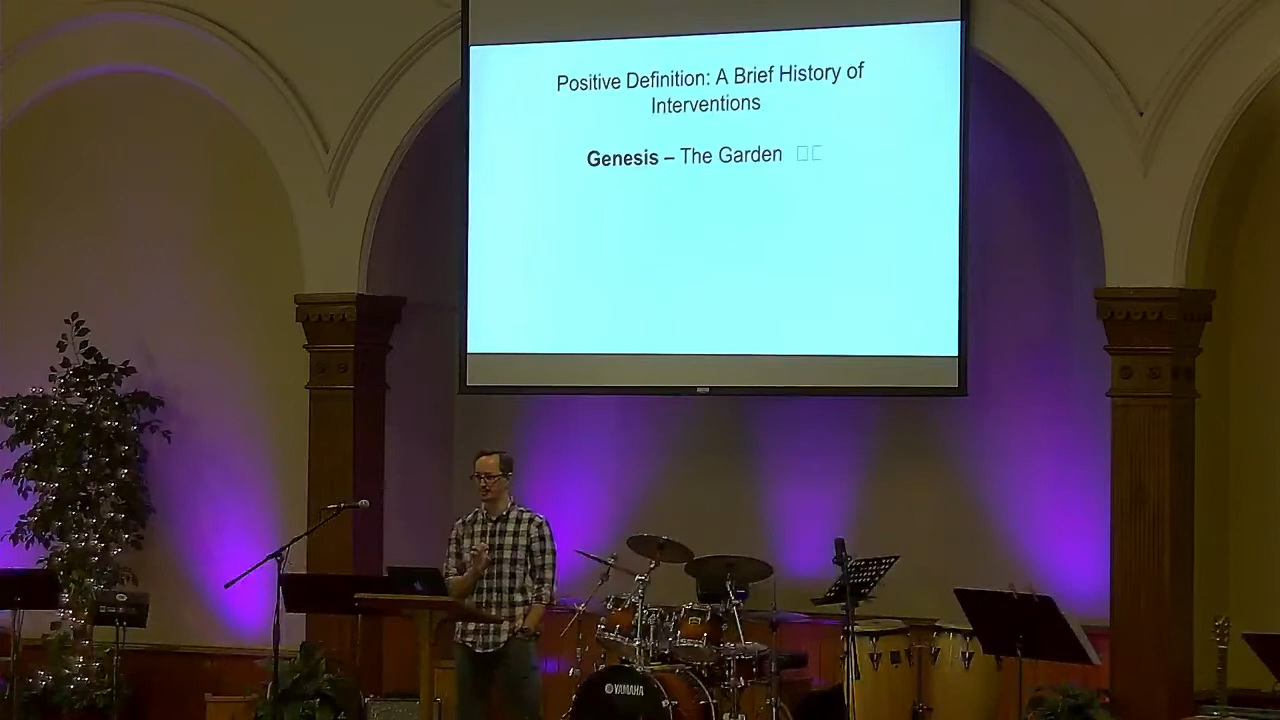 Positive Definition: A Brief History of
Interventions
Genesis – The Garden
YAMAHA